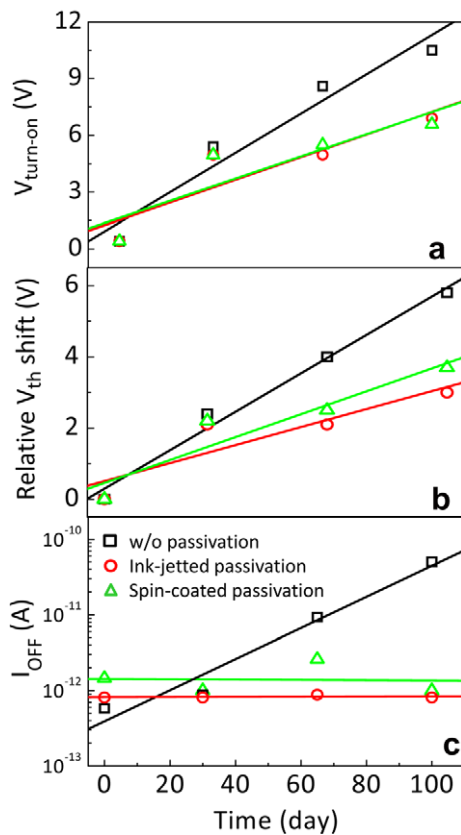 12
9
6
3
0
V_turn-on (V)
a
6
4
2
0
Relative V_th shift (V)
b
10^-10
10^-11
10^-12
10^-13
I_OFF (A)
w/o passivation
Ink-jetted passivation
Spin-coated passivation
c
0 20 40 60 80 100
Time (day)